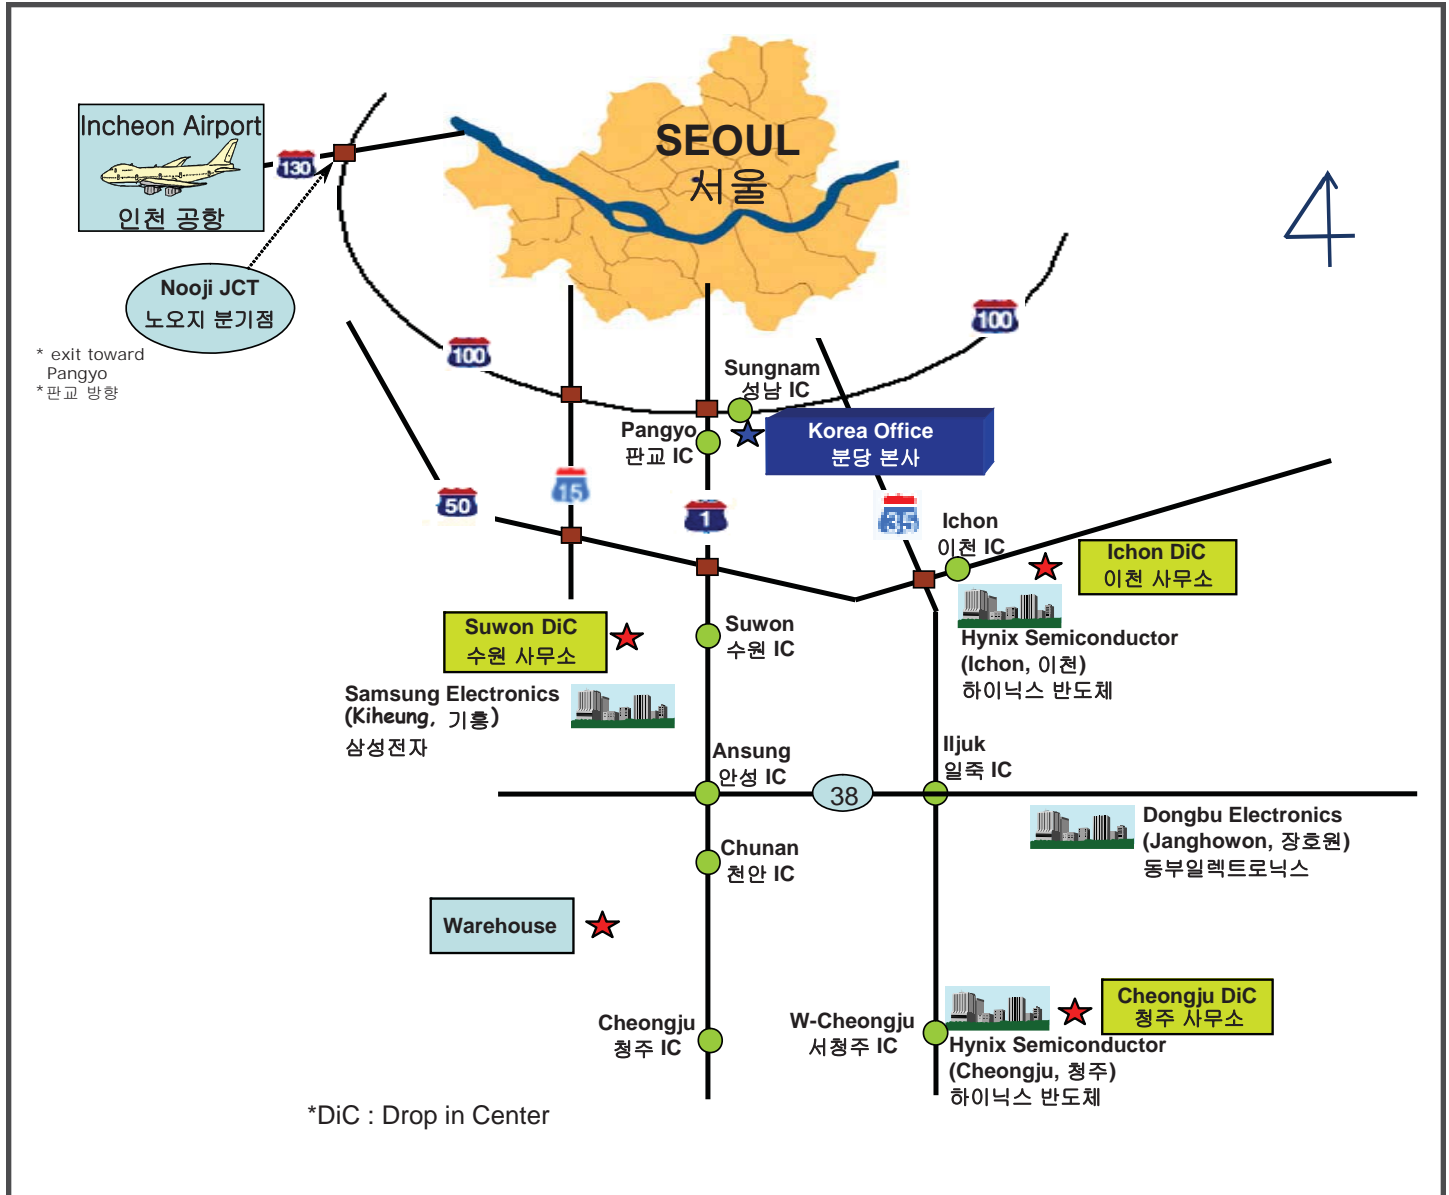 Incheon Airport
인천 공항
130
Nooji JCT
노오지 분기점
* exit toward
Pangyo
*판교 방향
SEOUL
서울
100
100
Sungnam
성남 IC
Pangyo
판교 IC
Korea Office
분당 본사
50
15
1
35
Ichon
이천 IC
Ichon DiC
이천 사무소
Hynix Semiconductor
(Ichon, 이천)
하이닉스 반도체
Suwon DiC
수원 사무소
Suwon
수원 IC
Samsung Electronics
(Kiheung, 기흥)
삼성전자
Ansung
안성 IC
38
Iljuk
일죽 IC
Dongbu Electronics
(Janghowon, 장호원)
동부일렉트로닉스
Chunan
천안 IC
Warehouse
Cheongju
청주 IC
W-Cheongju
서청주 IC
Cheongju DiC
청주 사무소
Hynix Semiconductor
(Cheongju, 청주)
하이닉스 반도체
*DiC : Drop in Center